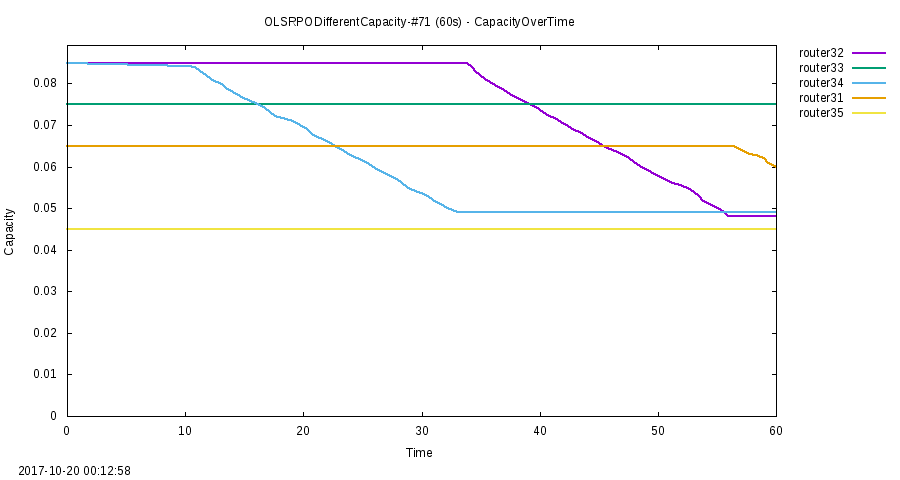 OLSRPODifferentCapacity-#71 (60s) - CapacityOverTime
router32
router33
router34
router31
router35
0.08
0.07
0.06
0.05
0.04
0.03
0.02
0.01
0
Capacity
0 10 20 30 40 50 60
Time
2017-10-20 00:12:58